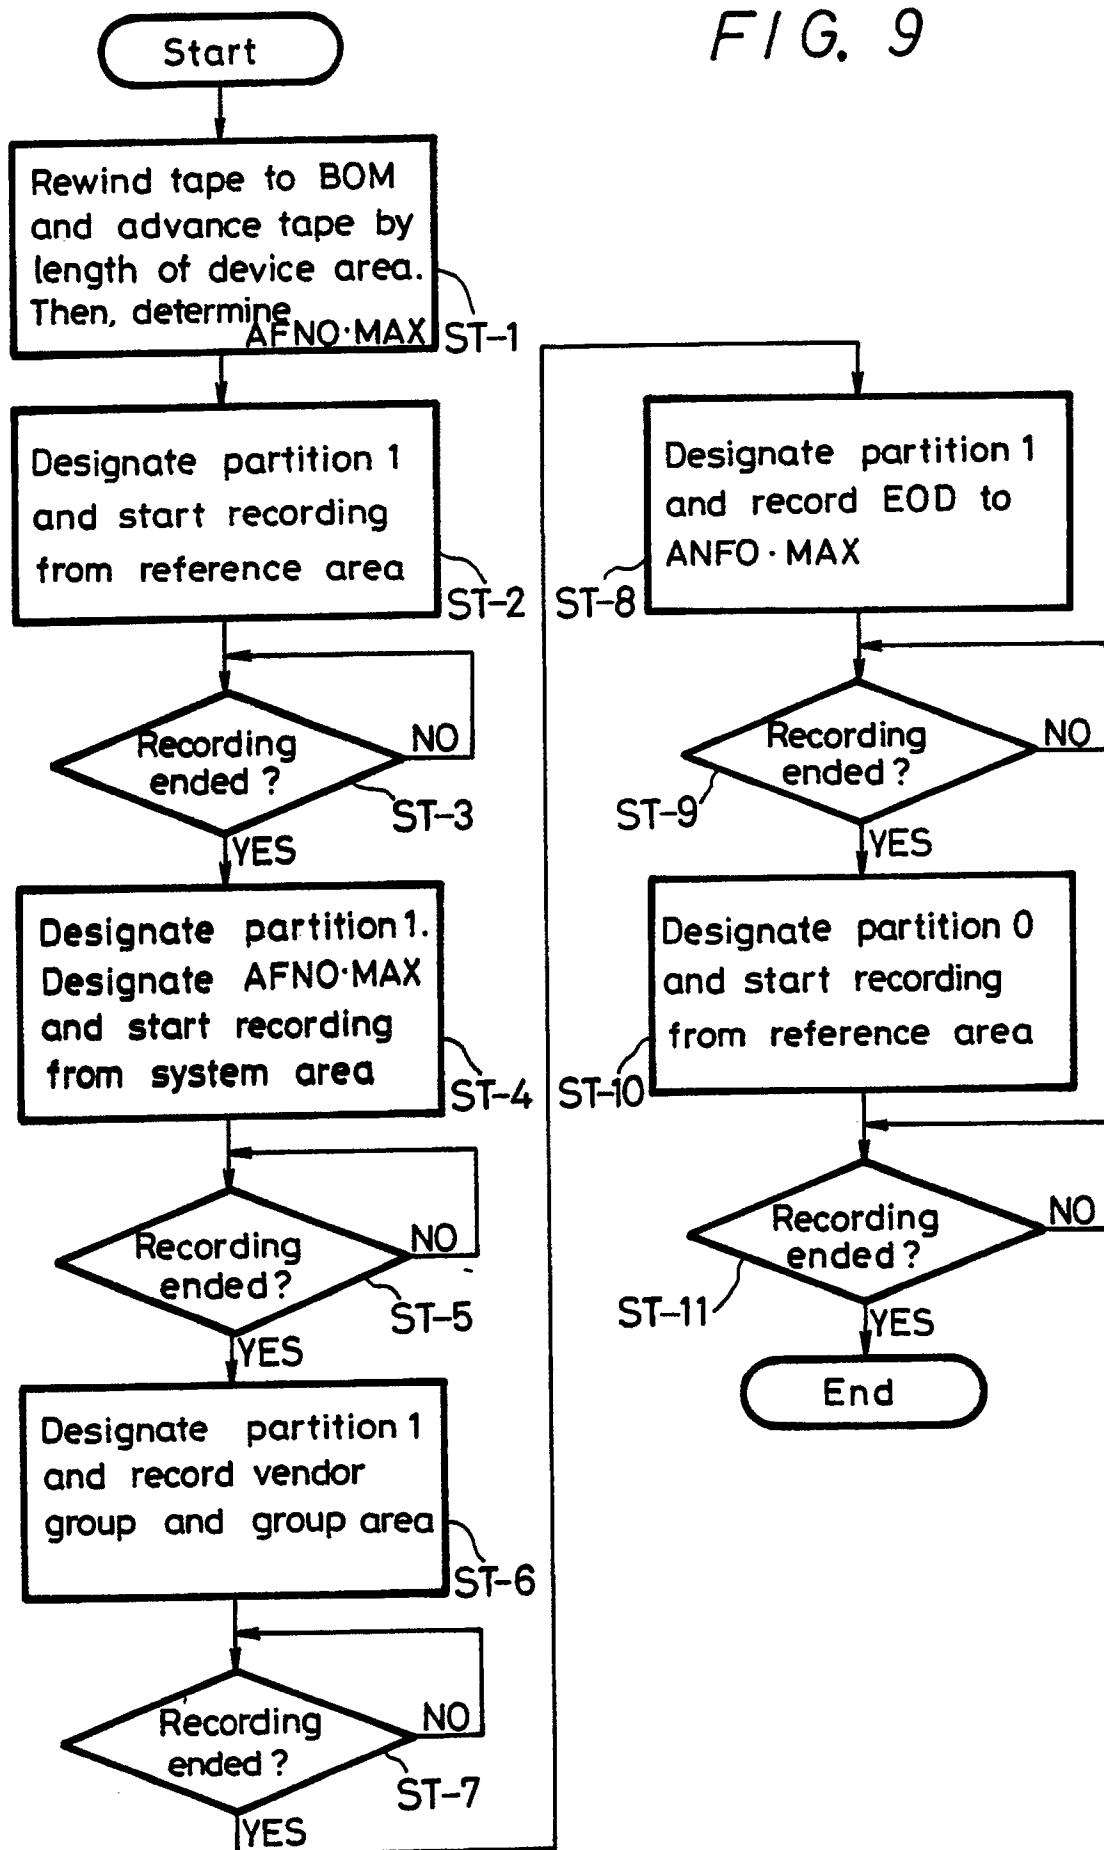 FIG. 9
Start
Rewind tape to BOM
and advance tape by
length of device area.
Then, determine
AFNO·MAX
ST-1
Designate partition 1
and start recording
from reference area
ST-2
Recording
ended?
NO
ST-3
YES
Designate partition 1.
Designate AFNO·MAX
and start recording
from system area
ST-4
Recording
ended?
NO
ST-5
YES
Designate partition 1
and record vendor
group and group area
ST-6
Recording
ended?
NO
ST-7
YES
Designate partition 1
and record EOD to
ANFO·MAX
ST-8
Recording
ended?
NO
ST-9
YES
Designate partition 0
and start recording
from reference area
ST-10
Recording
ended?
NO
ST-11
YES
End